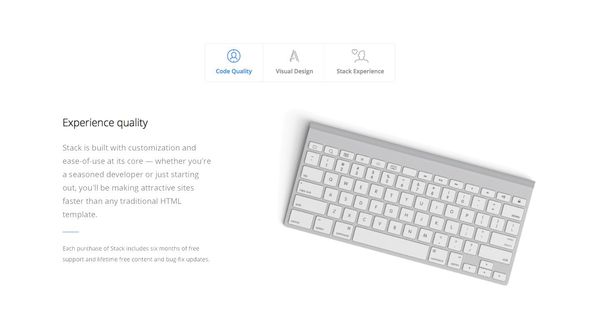 Code Quality
Visual Design
Stack Experience
Experience quality
Stack is built with customization and
ease-of-use at its core — whether you're
a seasoned developer or just starting
out, you'll be making attractive sites
faster than any traditional HTML
template.
Each purchase of Stack includes six months of free
support and lifetime free content and bug-fix updates.